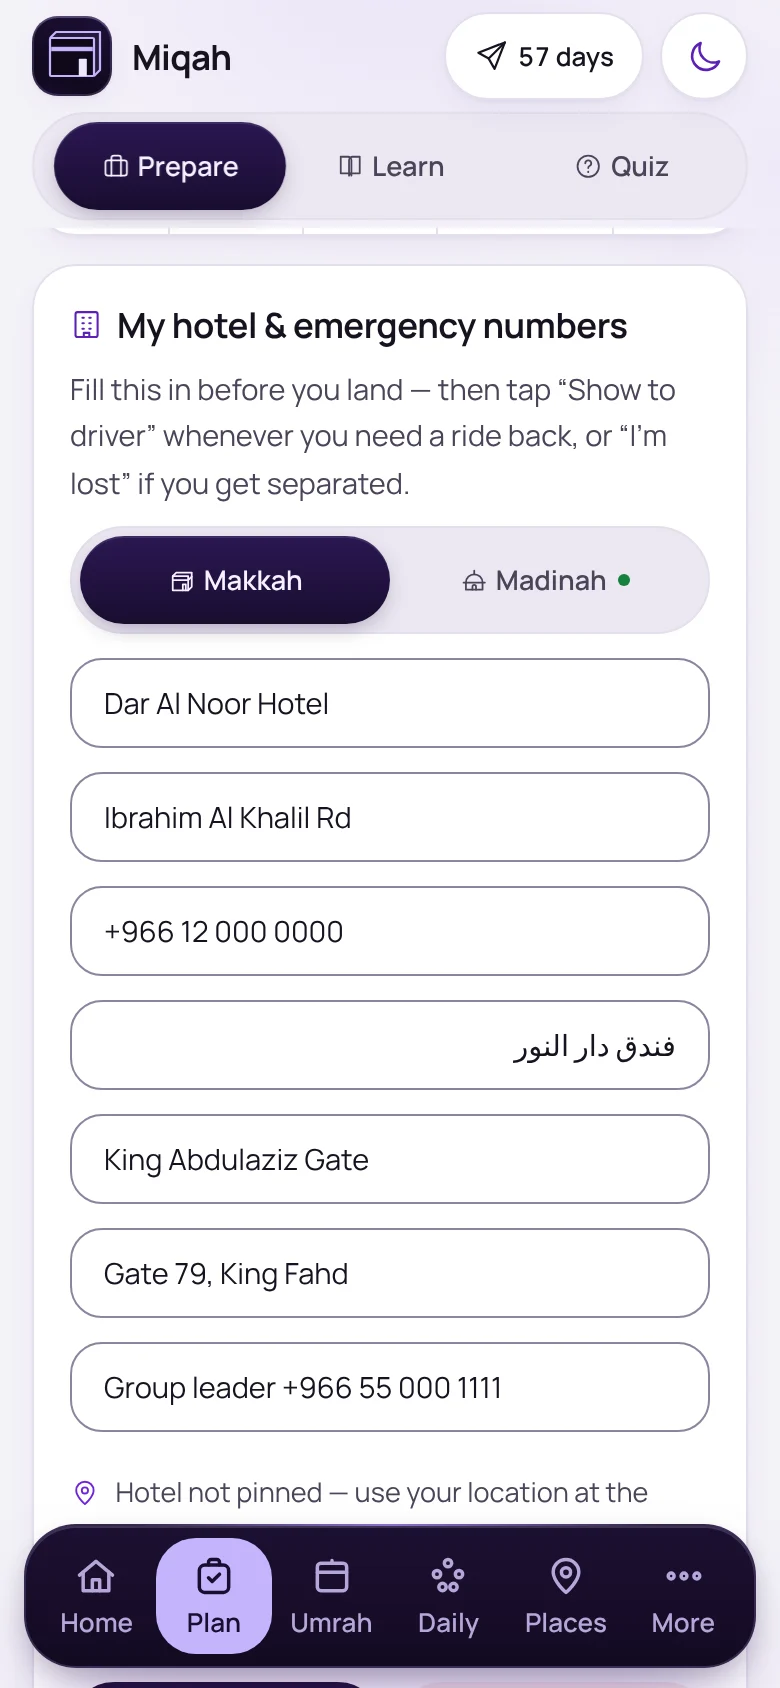 Miqah
57 days
Prepare
Learn
Quiz
My hotel & emergency numbers
Fill this in before you land — then tap “Show to
driver” whenever you need a ride back, or “I’m
lost” if you get separated.
Makkah
Madinah
Dar Al Noor Hotel
Ibrahim Al Khalil Rd
+966 12 000 0000
فندق دار النور
King Abdulaziz Gate
Gate 79, King Fahd
Group leader +966 55 000 1111
Hotel not pinned — use your location at the
Home
Plan
Umrah
Daily
Places
More